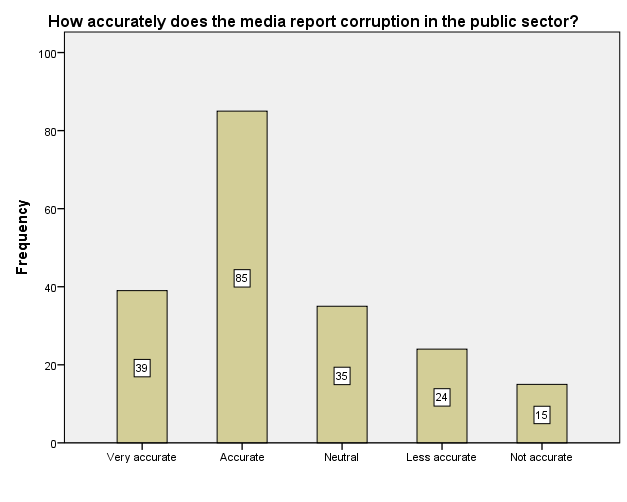 How accurately does the media report corruption in the public sector?
Frequency
100
80
60
40
20
0
39
85
35
24
15
Very accurate
Accurate
Neutral
Less accurate
Not accurate